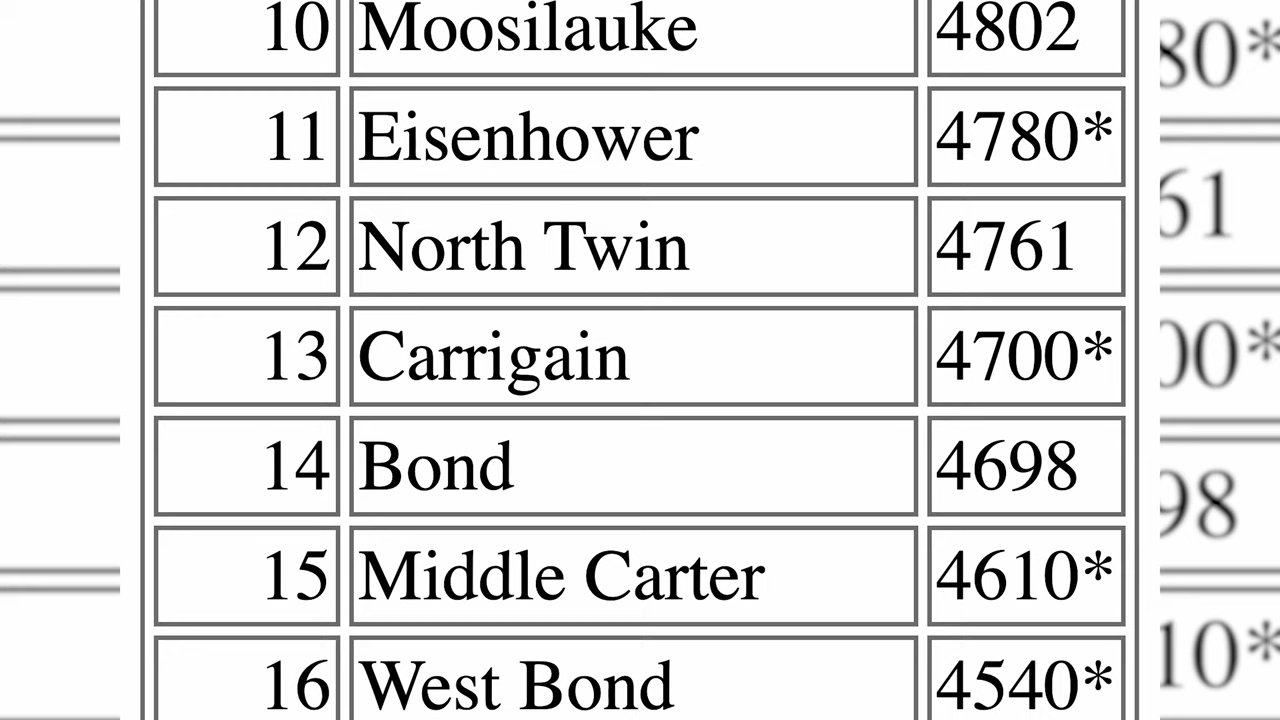 10 Moosilauke 4802
11 Eisenhower 4780*
12 North Twin 4761
13 Carrigain 4700*
14 Bond 4698
15 Middle Carter 4610*
16 West Bond 4540*